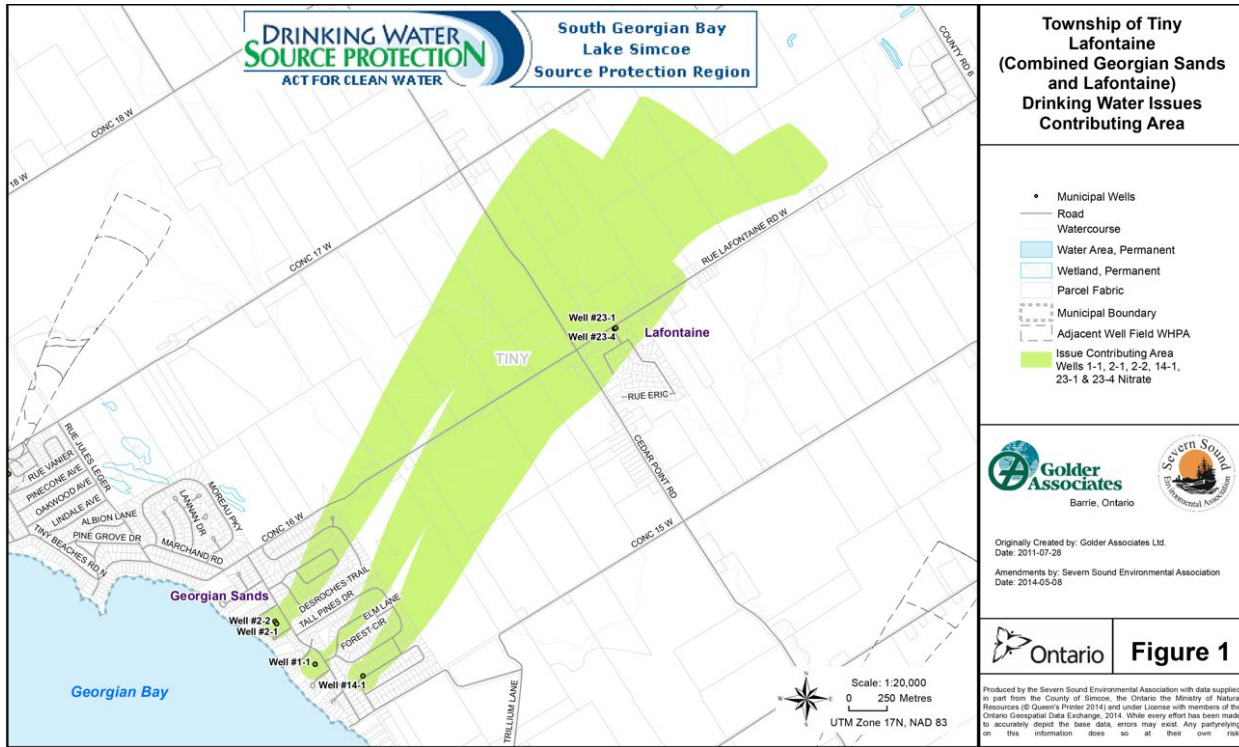 DRINKING WATER
SOURCE PROTECTION
ACT FOR CLEAN WATER
South Georgian Bay
Lake Simcoe
Source Protection Region
COUNTY RD 6
CONC 18 W
18 W
CONC 17 W
RUE LAFONTAINE RD W
Well #23-1
Well #23-4
Lafontaine
TINY
RUE ERIC
CEDAR POINT RD
CONC 16 W
CONC 15 W
RUE JULES LEGER
RUE VANIER
PINECONE AVE
OAKWOOD AVE
LINDALE AVE
ALBION LANE
PINE GROVE DR
TINY BEACHES RD N
LANNAN DR
MOREAU PKY
MARCHAND RD
Georgian Sands
DESROCHES TRAIL
TALL PINES DR
ELM LANE
FOREST CIR
Well #2-2
Well #2-1
Well #1-1
Well #14-1
TRILLIUM LANE
Georgian Bay
N
W
E
S
Scale: 1:20,000
0 250 Metres
UTM Zone 17N, NAD 83
Township of Tiny
Lafontaine
(Combined Georgian Sands
and Lafontaine)
Drinking Water Issues
Contributing Area
Municipal Wells
Road
Watercourse
Water Area, Permanent
Wetland, Permanent
Parcel Fabric
Municipal Boundary
Adjacent Well Field WHPA
Issue Contributing Area
Wells 1-1, 2-1, 2-2, 14-1,
23-1 & 23-4 Nitrate
Golder
Associates
Barrie, Ontario
Severn Sound
Environmental Association
Originally Created by: Golder Associates Ltd.
Date: 2011-07-28
Amendments by: Severn Sound Environmental Association
Date: 2014-05-08
Ontario
Figure 1
Produced by the Severn Sound Environmental Association with data supplied
in part from the County of Simcoe, the Ontario the Ministry of Natural
Resources (© Queen's Printer 2014) and under License with members of the
Ontario Geospatial Data Exchange, 2014. While every effort has been made
to accurately depict the base data, errors may exist. Any partyrelying
on this information does so at their own risk